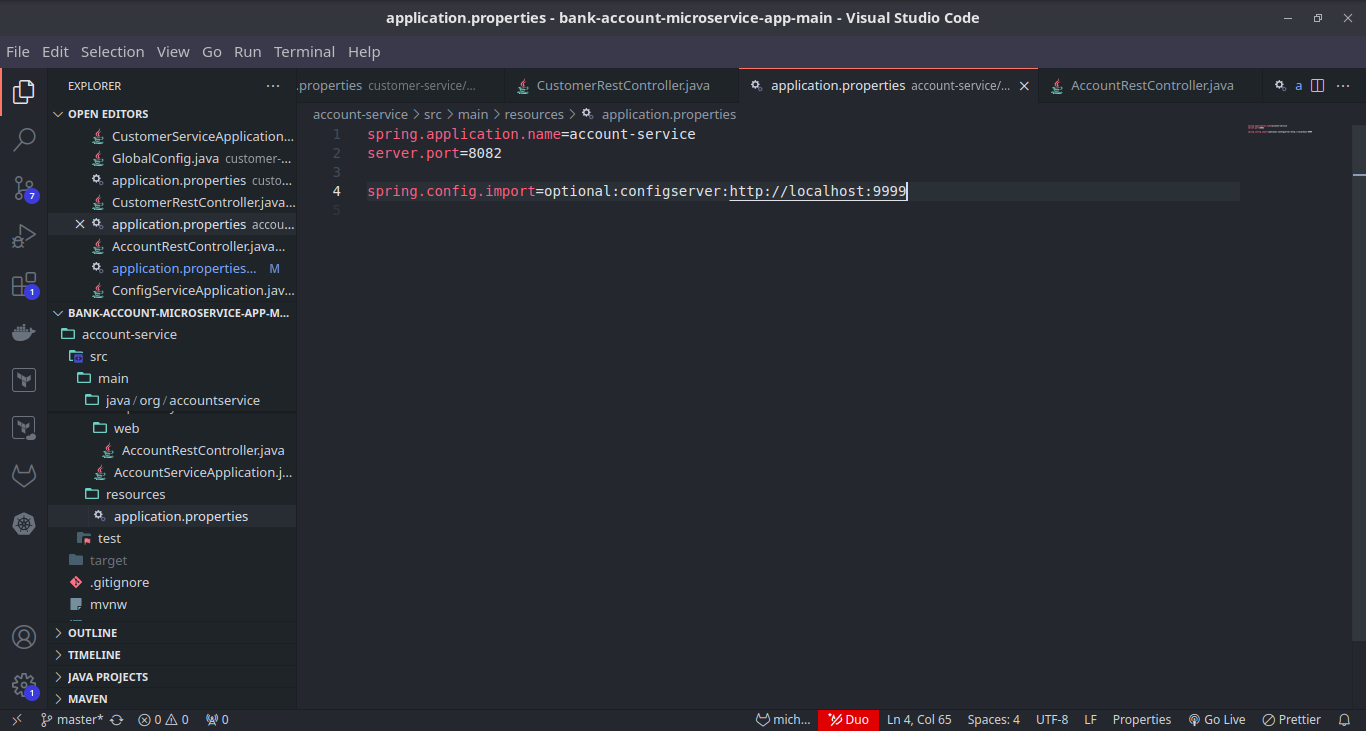 application.properties - bank-account-microservice-app-main - Visual Studio Code
File Edit Selection View Go Run Terminal Help
EXPLORER
.properties customer-service/...
CustomerRestController.java
application.properties account-service/...
AccountRestController.java
a
OPEN EDITORS
CustomerServiceApplication...
GlobalConfig.java customer-...
application.properties custo...
CustomerRestController.java...
application.properties accou...
AccountRestController.java...
application.properties... M
ConfigServiceApplication.jav...
BANK-ACCOUNT-MICROSERVICE-APP-M...
account-service
src
main
java / org / accountservice
web
AccountRestController.java
AccountServiceApplication.j...
resources
application.properties
test
target
.gitignore
mvnw
OUTLINE
TIMELINE
JAVA PROJECTS
MAVEN
7
1
1
account-service > src > main > resources > application.properties
1 spring.application.name=account-service
2 server.port=8082
3
4 spring.config.import=optional:configserver:http://localhost:9999
5
master* 0 0 0 mich... Duo Ln 4, Col 65 Spaces: 4 UTF-8 LF Properties Go Live Prettier